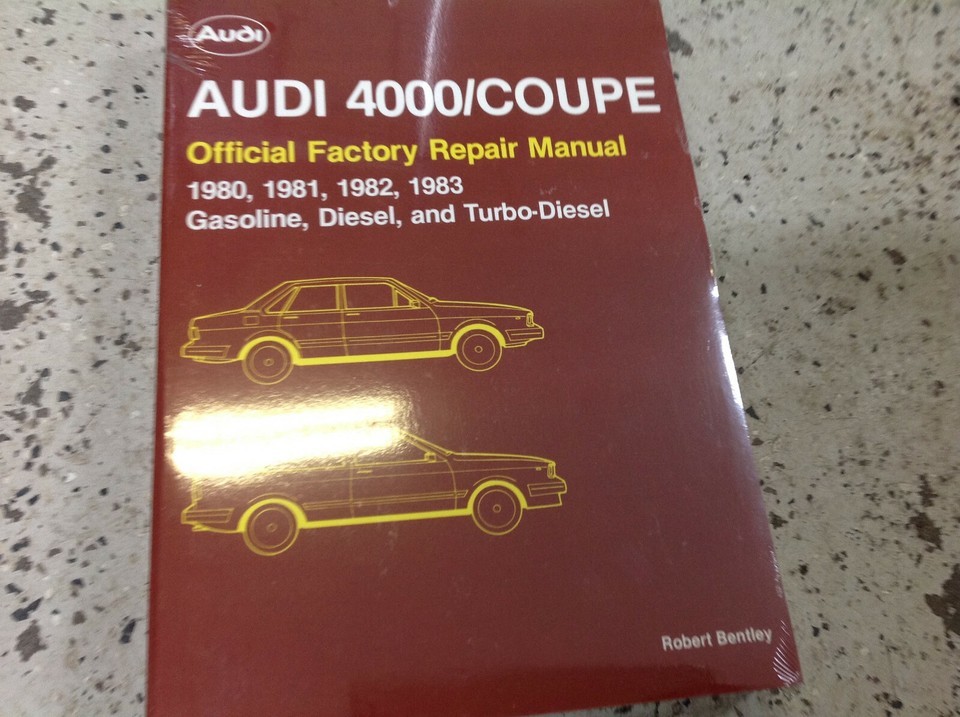 Audi
AUDI 4000/COUPE
Official Factory Repair Manual
1980, 1981, 1982, 1983
Gasoline, Diesel, and Turbo-Diesel
Robert Bentley